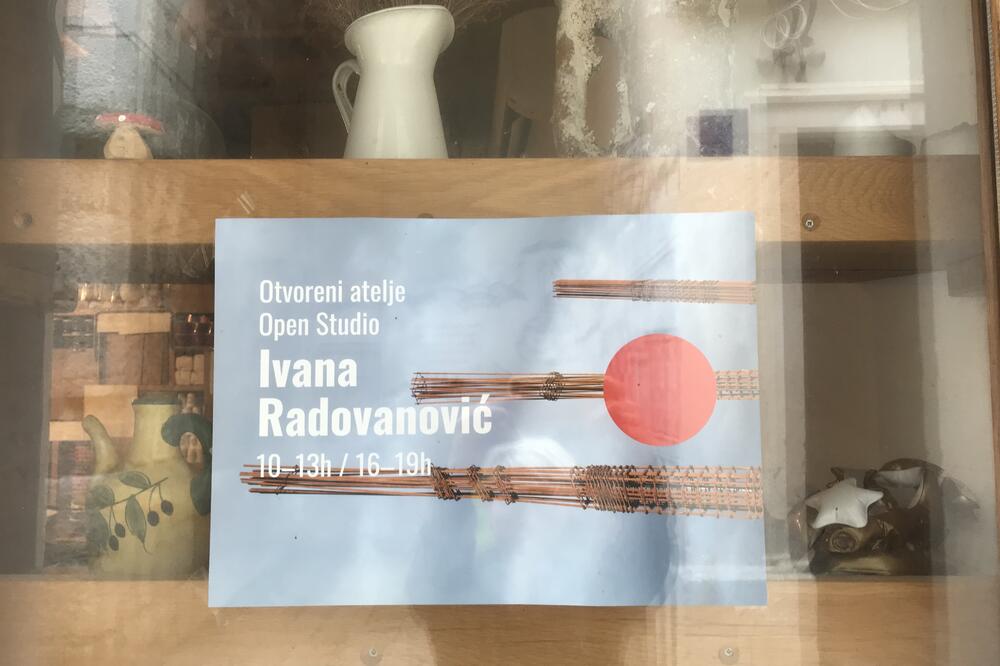 Otvoreni atelje
Open Studio
Ivana
Radovanović
10–13h / 16–19h